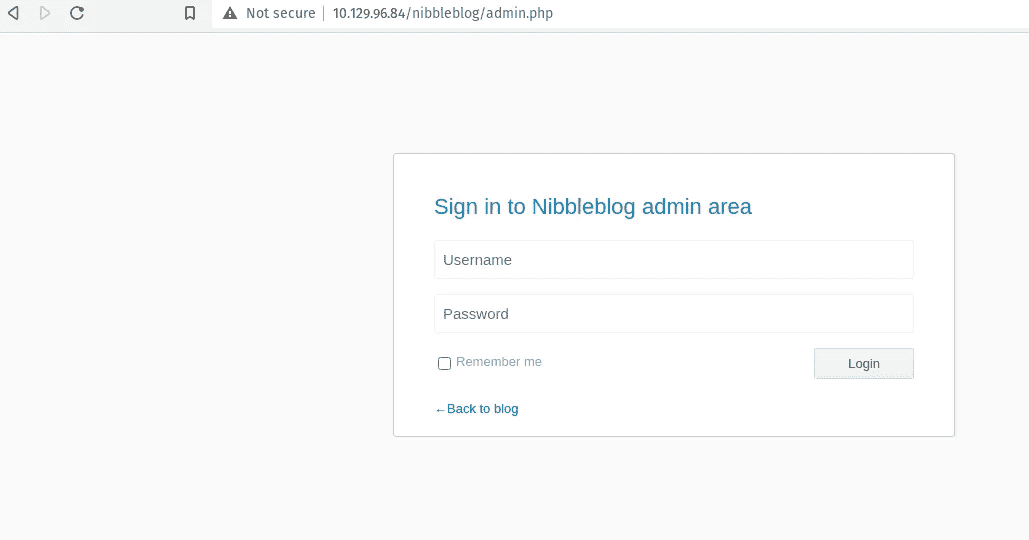 Not secure | 10.129.96.84/nibbleblog/admin.php
Sign in to Nibbleblog admin area
Username
Password
Remember me
Login
←Back to blog